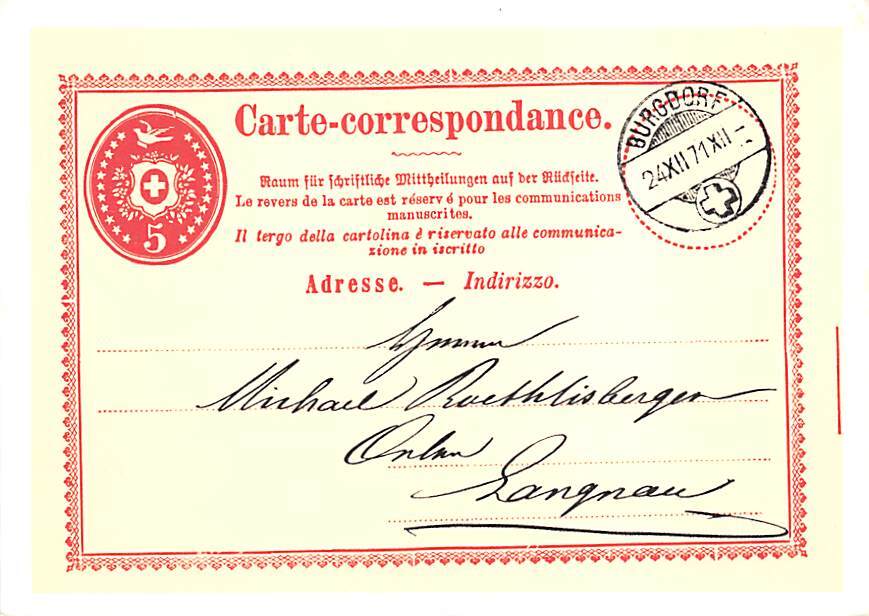 Carte-correspondance.
BURGDORF
24 XII 71 XII–
5
Raum für schriftliche Mittheilungen auf der Rückseite.
Le revers de la carte est réservé pour les communications
manuscrites.
Il tergo della cartolina è riservato alle communica-
zione in iscritto
Adresse. — Indirizzo.
Michael Roethlisberger
Langnau